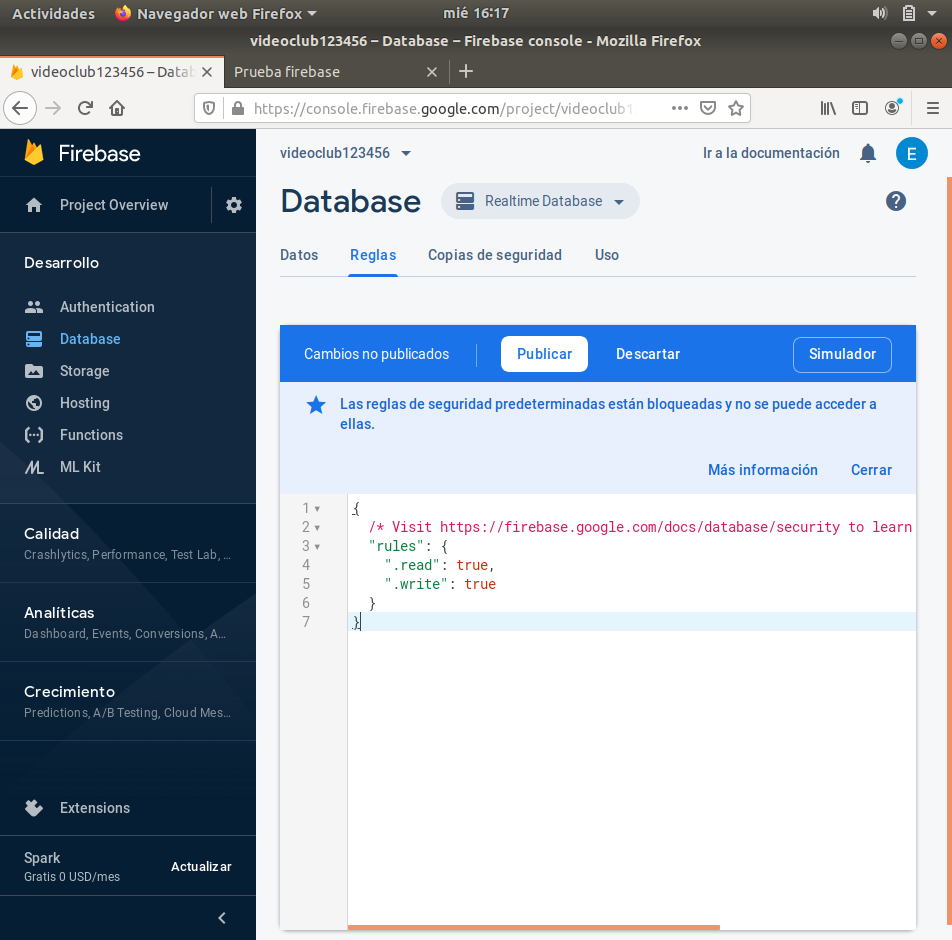 Actividades Navegador web Firefox mié 16:17
videoclub123456 – Database – Firebase console - Mozilla Firefox
videoclub123456 – Datab Prueba firebase
https://console.firebase.google.com/project/videoclub1
Firebase
Project Overview
Desarrollo
Authentication
Database
Storage
Hosting
Functions
ML Kit
Calidad
Crashlytics, Performance, Test Lab, ...
Analíticas
Dashboard, Events, Conversions, A...
Crecimiento
Predictions, A/B Testing, Cloud Mes...
Extensions
Spark
Gratis 0 USD/mes
Actualizar
videoclub123456
Ir a la documentación
E
Database
Realtime Database
?
Datos Reglas Copias de seguridad Uso
Cambios no publicados Publicar Descartar Simulador
Las reglas de seguridad predeterminadas están bloqueadas y no se puede acceder a
ellas.
Más información Cerrar
1 {
2 /* Visit https://firebase.google.com/docs/database/security to learn
3 "rules": {
4 ".read": true,
5 ".write": true
6 }
7 }